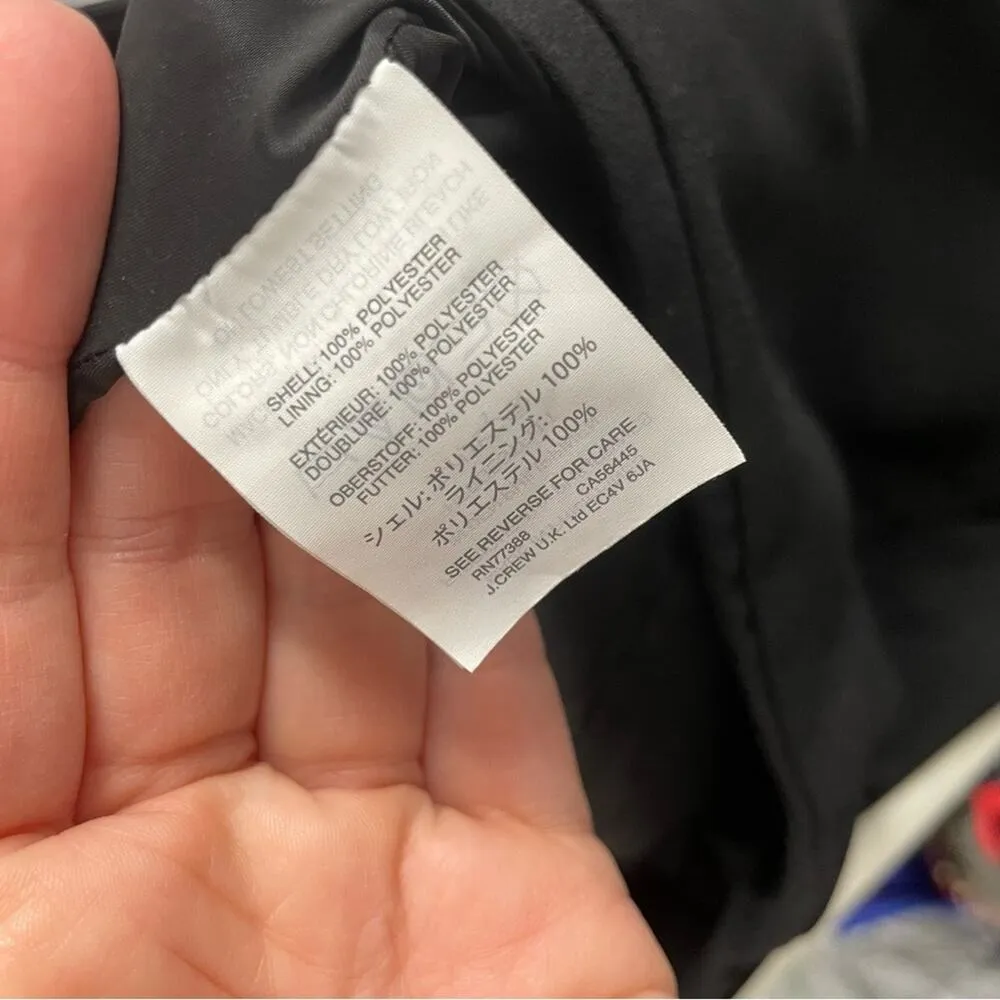 SHELL: 100% POLYESTER
LINING: 100% POLYESTER
EXTÉRIEUR: 100% POLYESTER
DOUBLURE: 100% POLYESTER
OBERSTOFF: 100% POLYESTER
FUTTER: 100% POLYESTER
シェル: ポリエステル 100%
ライニング:
ポリエステル 100%
SEE REVERSE FOR CARE
RN77388 CA56445
J.CREW U.K. Ltd EC4V 6JA